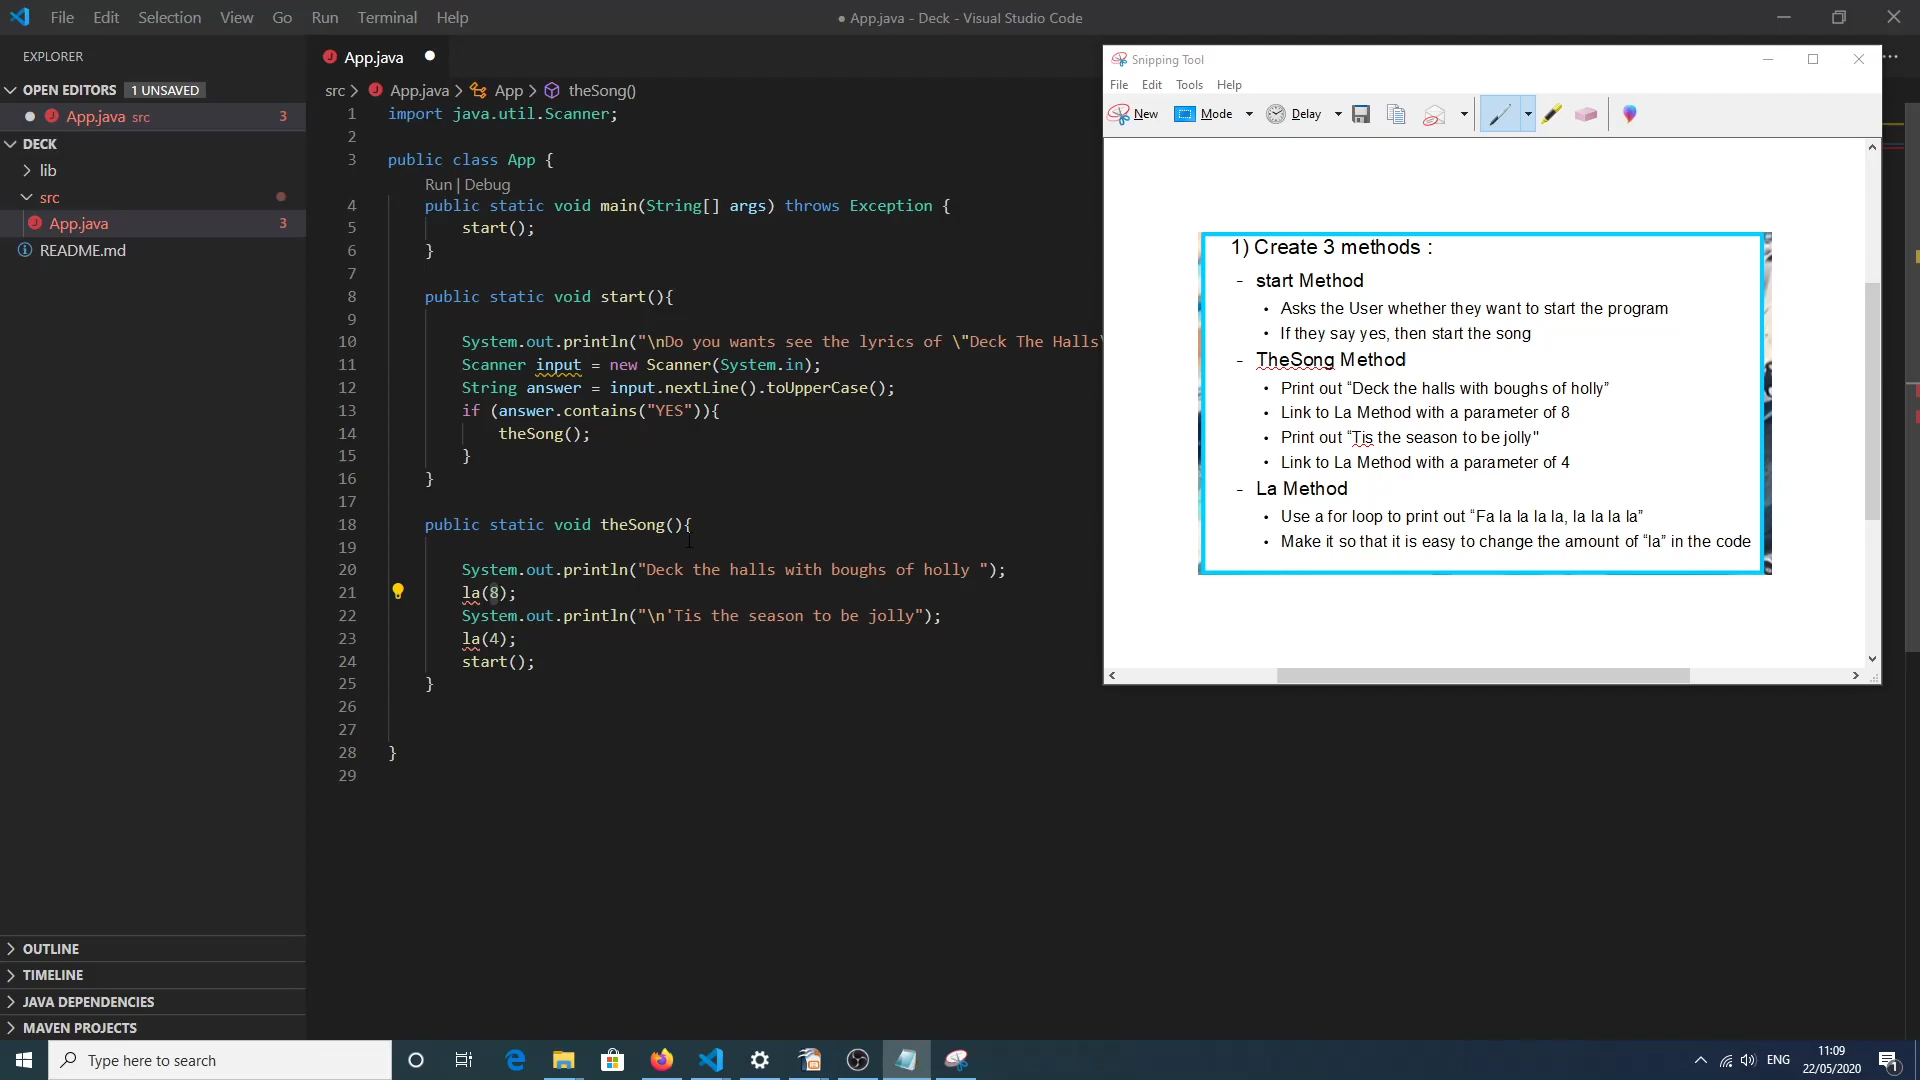 File Edit Selection View Go Run Terminal Help
● App.java - Deck - Visual Studio Code
EXPLORER
OPEN EDITORS 1 UNSAVED
App.java src 3
DECK
lib
src
App.java 3
README.md
OUTLINE
TIMELINE
JAVA DEPENDENCIES
MAVEN PROJECTS
App.java
src > App.java > App > theSong()
1 import java.util.Scanner;
2
3 public class App {
Run | Debug
4 public static void main(String[] args) throws Exception {
5 start();
6 }
7
8 public static void start(){
9
10 System.out.println("\nDo you wants see the lyrics of \"Deck The Halls\
11 Scanner input = new Scanner(System.in);
12 String answer = input.nextLine().toUpperCase();
13 if (answer.contains("YES")){
14 theSong();
15 }
16 }
17
18 public static void theSong(){
19
20 System.out.println("Deck the halls with boughs of holly ");
21 la(8);
22 System.out.println("\n'Tis the season to be jolly");
23 la(4);
24 start();
25 }
26
27
28 }
29
Snipping Tool
File Edit Tools Help
New Mode Delay
1) Create 3 methods :
- start Method
• Asks the User whether they want to start the program
• If they say yes, then start the song
- TheSong Method
• Print out “Deck the halls with boughs of holly”
• Link to La Method with a parameter of 8
• Print out “Tis the season to be jolly"
• Link to La Method with a parameter of 4
- La Method
• Use a for loop to print out “Fa la la la la, la la la la”
• Make it so that it is easy to change the amount of “la” in the code
Type here to search
ENG
11:09
22/05/2020
1